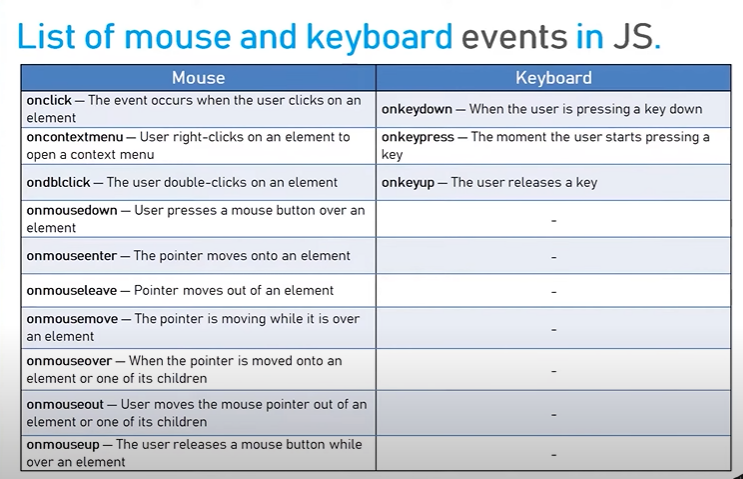 List of mouse and keyboard events in JS.
Mouse
Keyboard
onclick — The event occurs when the user clicks on an
element
onkeydown — When the user is pressing a key down
oncontextmenu — User right-clicks on an element to
open a context menu
onkeypress — The moment the user starts pressing a
key
ondblclick — The user double-clicks on an element
onkeyup — The user releases a key
onmousedown — User presses a mouse button over an
element
-
onmouseenter — The pointer moves onto an element
-
onmouseleave — Pointer moves out of an element
-
onmousemove — The pointer is moving while it is over
an element
-
onmouseover — When the pointer is moved onto an
element or one of its children
-
onmouseout — User moves the mouse pointer out of an
element or one of its children
-
onmouseup — The user releases a mouse button while
over an element
-